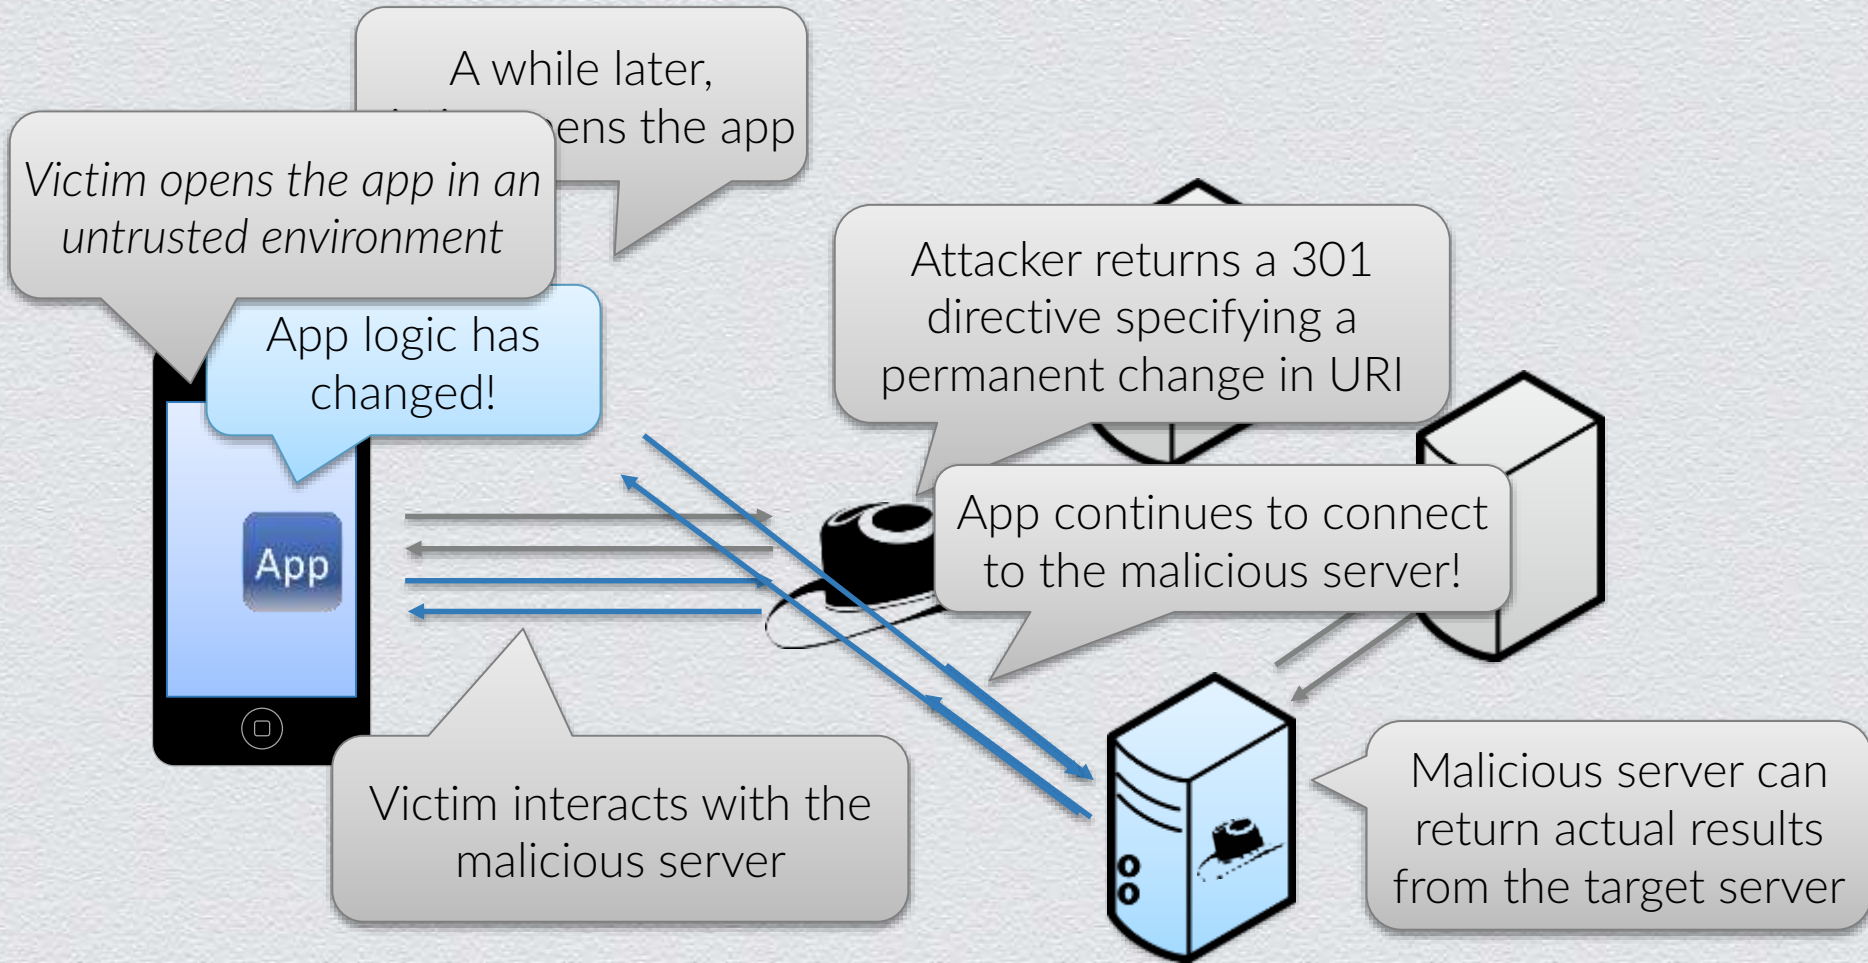 A while later,
ens the app
Victim opens the app in an
untrusted environment
App logic has
changed!
Attacker returns a 301
directive specifying a
permanent change in URI
App
App continues to connect
to the malicious server!
Victim interacts with the
malicious server
Malicious server can
return actual results
from the target server